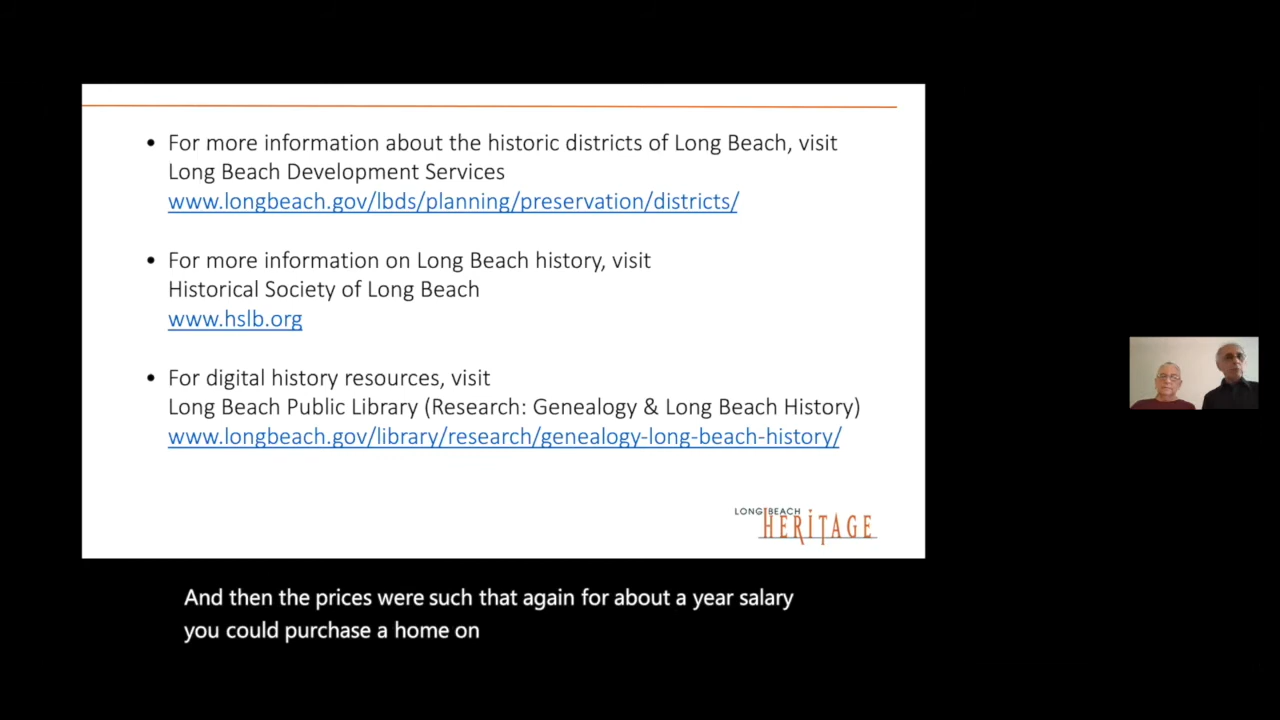 • For more information about the historic districts of Long Beach, visit
Long Beach Development Services
www.longbeach.gov/lbds/planning/preservation/districts/
• For more information on Long Beach history, visit
Historical Society of Long Beach
www.hslb.org
• For digital history resources, visit
Long Beach Public Library (Research: Genealogy & Long Beach History)
www.longbeach.gov/library/research/genealogy-long-beach-history/
LONG BEACH
HERITAGE
And then the prices were such that again for about a year salary
you could purchase a home on